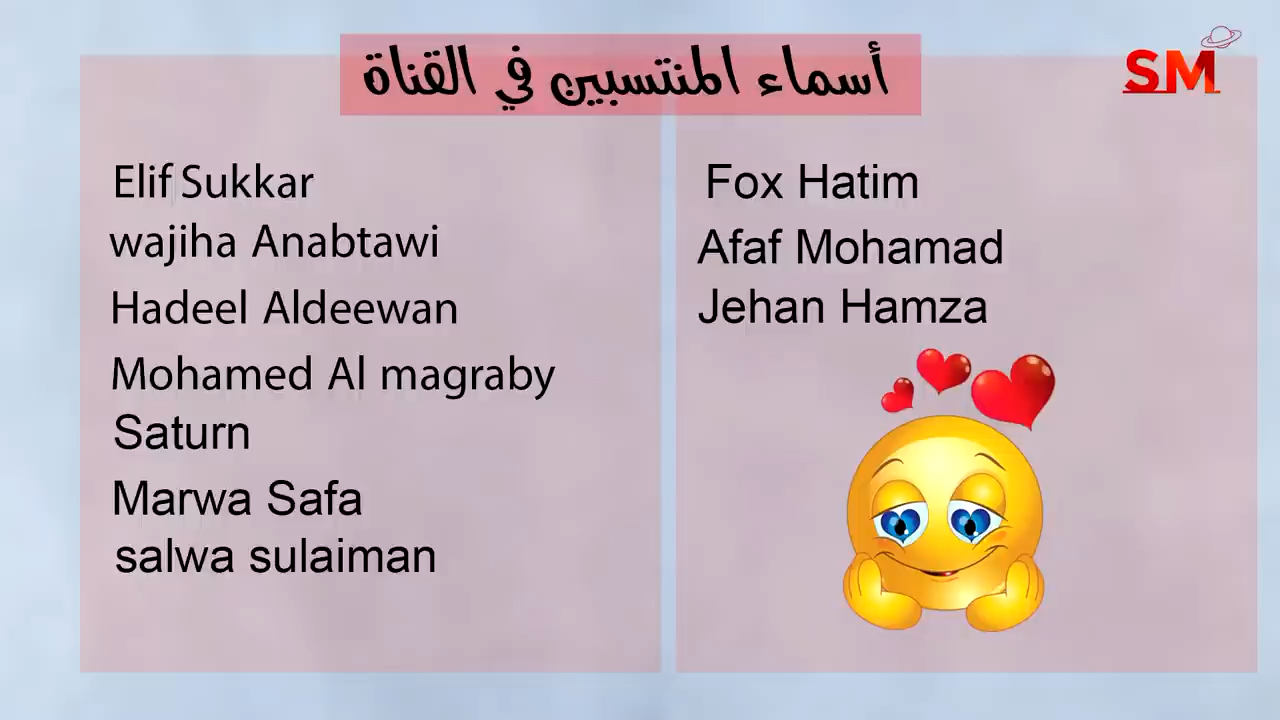 أسماء المنتسبين في القناة
SM
Elif Sukkar
wajiha Anabtawi
Hadeel Aldeewan
Mohamed Al magraby
Saturn
Marwa Safa
salwa sulaiman
Fox Hatim
Afaf Mohamad
Jehan Hamza